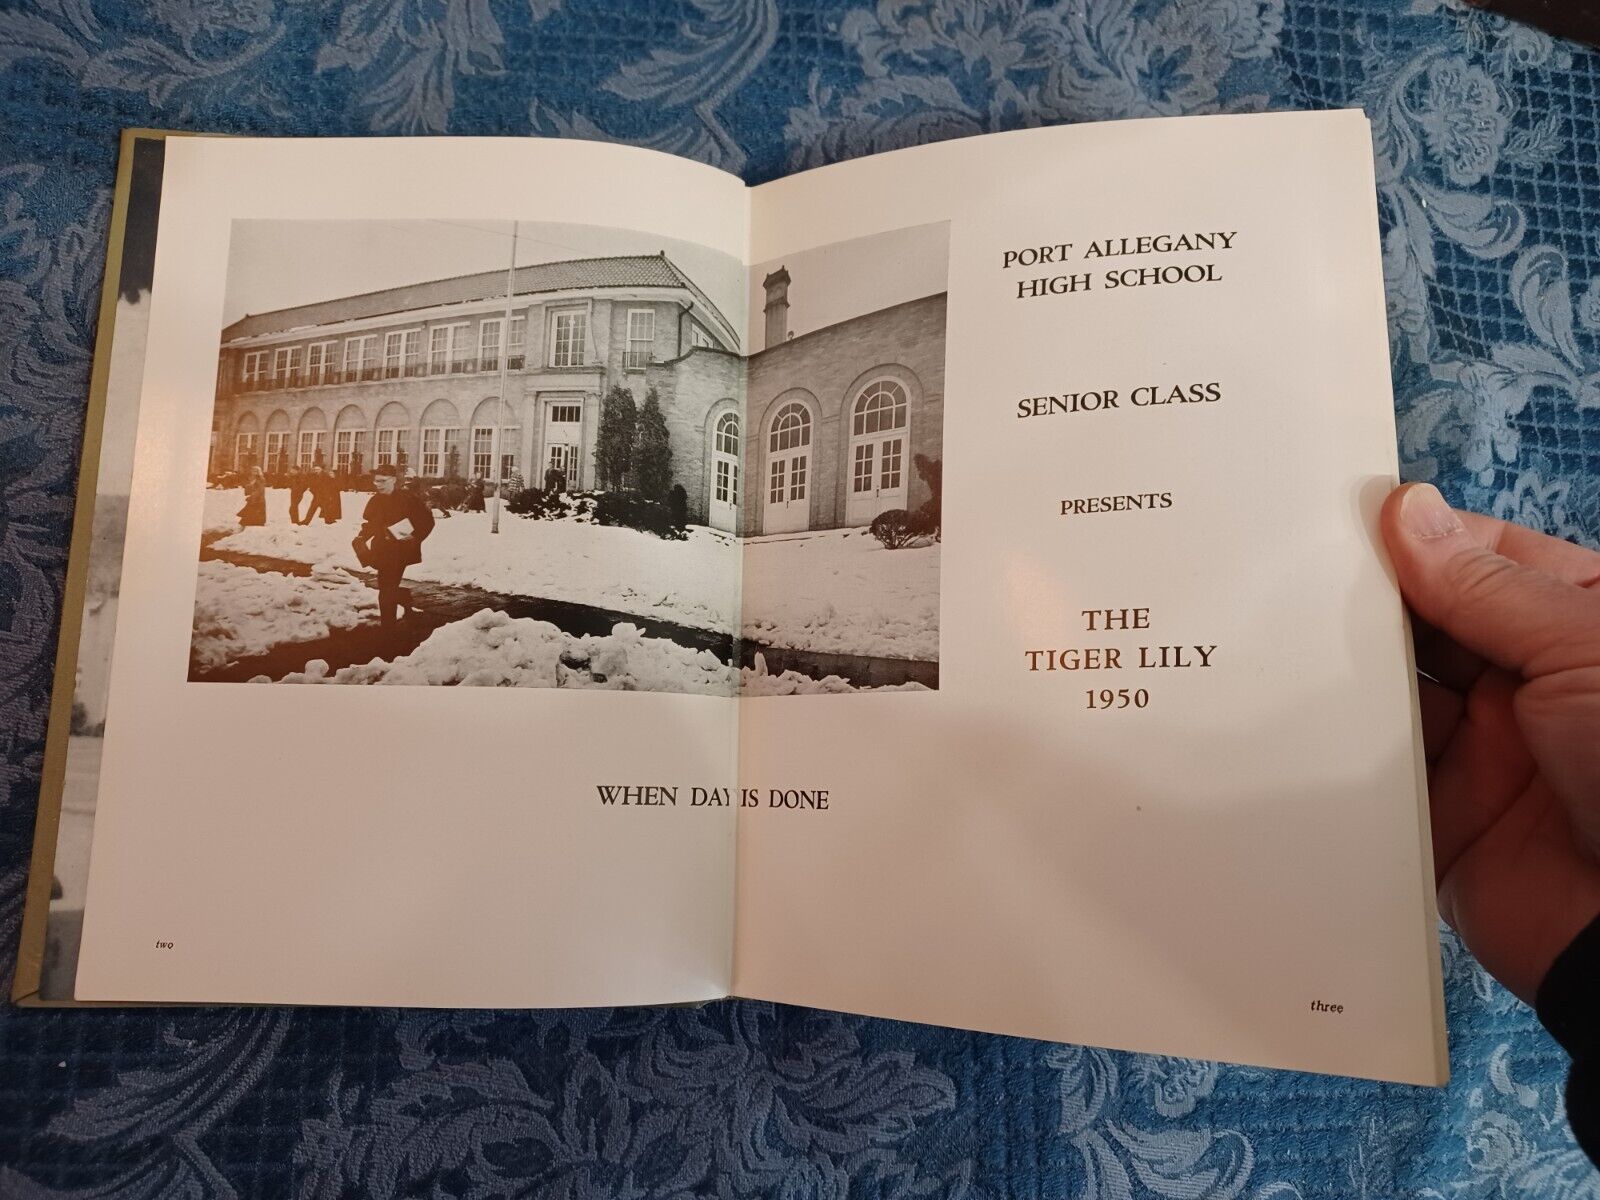 PORT ALLEGANY
HIGH SCHOOL
SENIOR CLASS
PRESENTS
THE
TIGER LILY
1950
WHEN DAY IS DONE
two
three